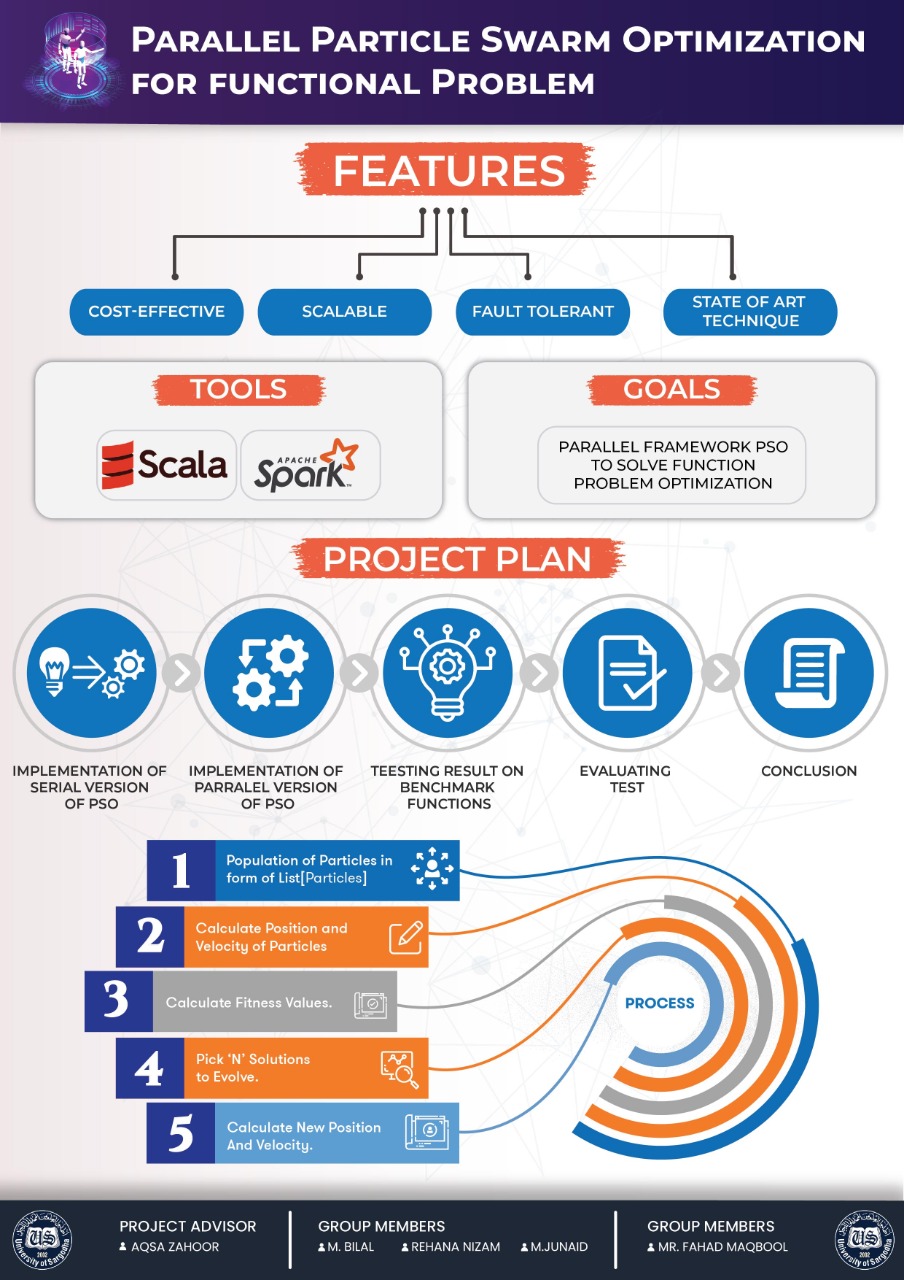 PARALLEL PARTICLE SWARM OPTIMIZATION
FOR FUNCTIONAL PROBLEM
FEATURES
COST-EFFECTIVE
SCALABLE
FAULT TOLERANT
STATE OF ART
TECHNIQUE
TOOLS
Scala
APACHE
Spark™
GOALS
PARALLEL FRAMEWORK PSO
TO SOLVE FUNCTION
PROBLEM OPTIMIZATION
PROJECT PLAN
IMPLEMENTATION OF
SERIAL VERSION
OF PSO
IMPLEMENTATION OF
PARRALEL VERSION
OF PSO
TEESTING RESULT ON
BENCHMARK
FUNCTIONS
EVALUATING
TEST
CONCLUSION
1
Population of Particles in
form of List[Particles]
2
Calculate Position and
Velocity of Particles
3
Calculate Fitness Values.
4
Pick ‘N’ Solutions
to Evolve.
5
Calculate New Position
And Velocity.
PROCESS
US
2002
University of Sargodha
PROJECT ADVISOR
AQSA ZAHOOR
GROUP MEMBERS
M. BILAL REHANA NIZAM M.JUNAID
GROUP MEMBERS
MR. FAHAD MAQBOOL
US
2002
University of Sargodha